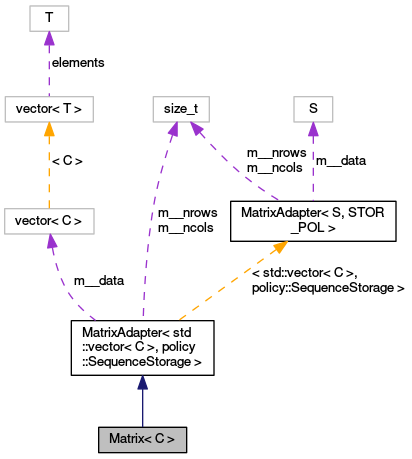 T
elements
vector< T >
size_t
S
< C >
m__nrows
m__ncols
m__data
vector< C >
m__nrows
m__ncols
MatrixAdapter< S, STOR
_POL >
m__data
< std::vector< C >,
policy::SequenceStorage >
MatrixAdapter< std
::vector< C >, policy
::SequenceStorage >
Matrix< C >